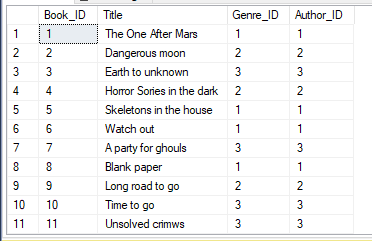 Book_ID Title Genre_ID Author_ID
1 1 The One After Mars 1 1
2 2 Dangerous moon 2 2
3 3 Earth to unknown 3 3
4 4 Horror Sories in the dark 2 2
5 5 Skeletons in the house 1 1
6 6 Watch out 1 1
7 7 A party for ghouls 3 3
8 8 Blank paper 1 1
9 9 Long road to go 2 2
10 10 Time to go 3 3
11 11 Unsolved crimws 3 3